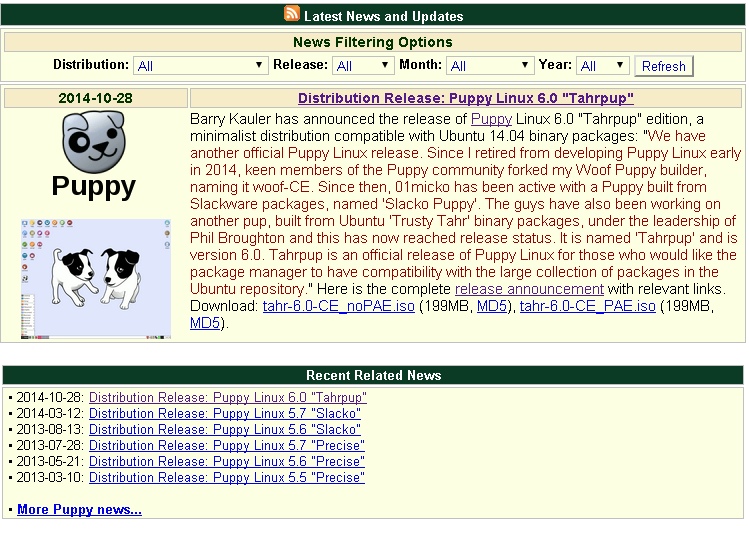 Latest News and Updates
News Filtering Options
Distribution: All Release: All Month: All Year: All Refresh
2014-10-28
Distribution Release: Puppy Linux 6.0 "Tahrpup"
Puppy
Barry Kauler has announced the release of Puppy Linux 6.0 "Tahrpup" edition, a
minimalist distribution compatible with Ubuntu 14.04 binary packages: "We have
another official Puppy Linux release. Since I retired from developing Puppy Linux early
in 2014, keen members of the Puppy community forked my Woof Puppy builder,
naming it woof-CE. Since then, 01micko has been active with a Puppy built from
Slackware packages, named 'Slacko Puppy'. The guys have also been working on
another pup, built from Ubuntu 'Trusty Tahr' binary packages, under the leadership of
Phil Broughton and this has now reached release status. It is named 'Tahrpup' and is
version 6.0. Tahrpup is an official release of Puppy Linux for those who would like the
package manager to have compatibility with the large collection of packages in the
Ubuntu repository." Here is the complete release announcement with relevant links.
Download: tahr-6.0-CE_noPAE.iso (199MB, MD5), tahr-6.0-CE_PAE.iso (199MB,
MD5).
Recent Related News
• 2014-10-28: Distribution Release: Puppy Linux 6.0 "Tahrpup"
• 2014-03-12: Distribution Release: Puppy Linux 5.7 "Slacko"
• 2013-08-13: Distribution Release: Puppy Linux 5.6 "Slacko"
• 2013-07-28: Distribution Release: Puppy Linux 5.7 "Precise"
• 2013-05-21: Distribution Release: Puppy Linux 5.6 "Precise"
• 2013-03-10: Distribution Release: Puppy Linux 5.5 "Precise"
• More Puppy news...